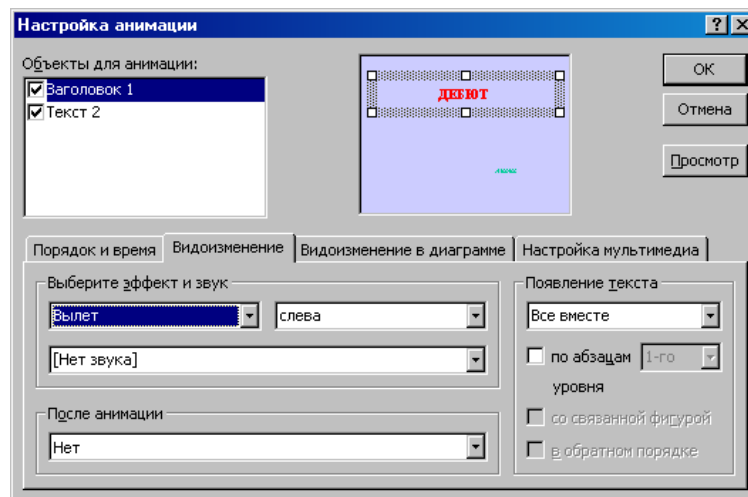 Настройка анимации
Объекты для анимации:
Заголовок 1
Текст 2
ДЕБЮТ
ОК
Отмена
Просмотр
Порядок и время Видоизменение Видоизменение в диаграмме Настройка мультимедиа
Выберите эффект и звук
Вылет слева
[Нет звука]
После анимации
Нет
Появление текста
Все вместе
по абзацам 1-го
уровня
со связанной фигурой
в обратном порядке